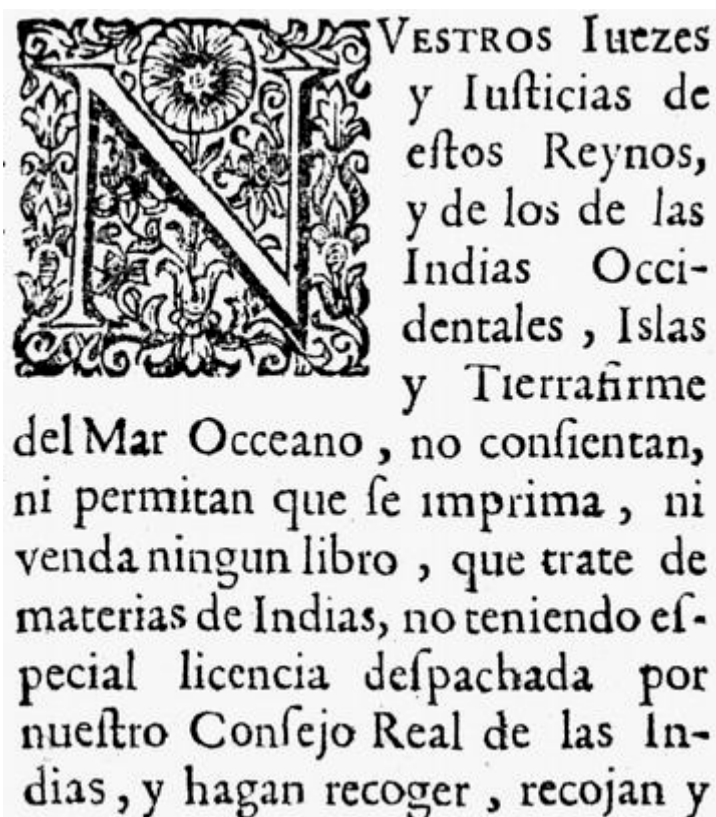 NVESTROS Iuezes
y Iuſticias de
eſtos Reynos,
y de los de las
Indias Occi-
dentales , Islas
y Tierrafirme
del Mar Occeano , no conſientan,
ni permitan que ſe imprima , ni
venda ningun libro , que trate de
materias de Indias, no teniendo eſ-
pecial licencia deſpachada por
nueſtro Conſejo Real de las In-
dias , y hagan recoger , recojan y